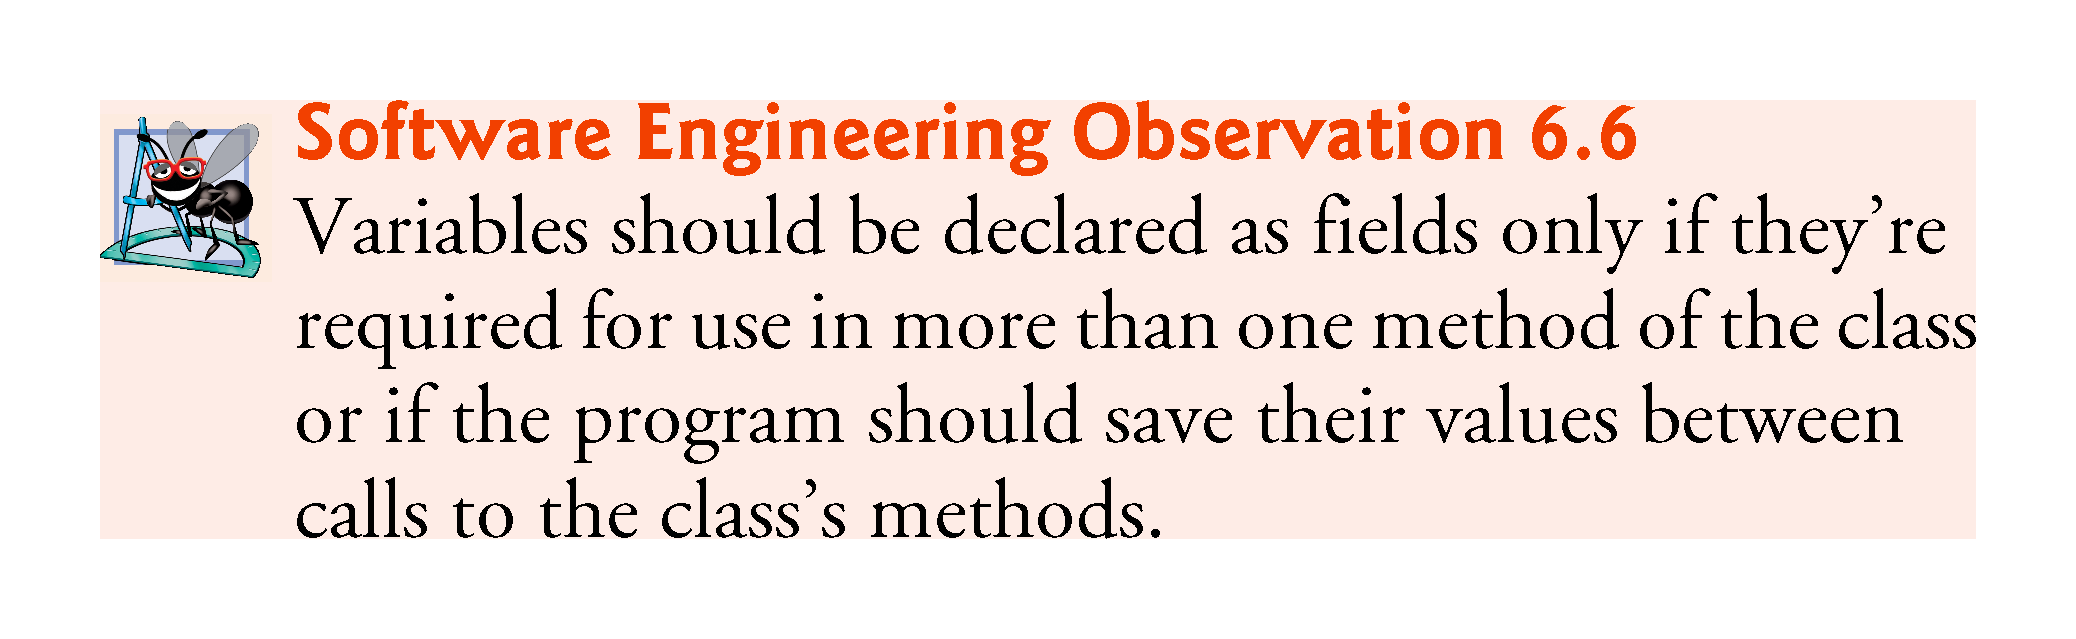 Software Engineering Observation 6.6
Variables should be declared as fields only if they’re
required for use in more than one method of the class
or if the program should save their values between
calls to the class’s methods.